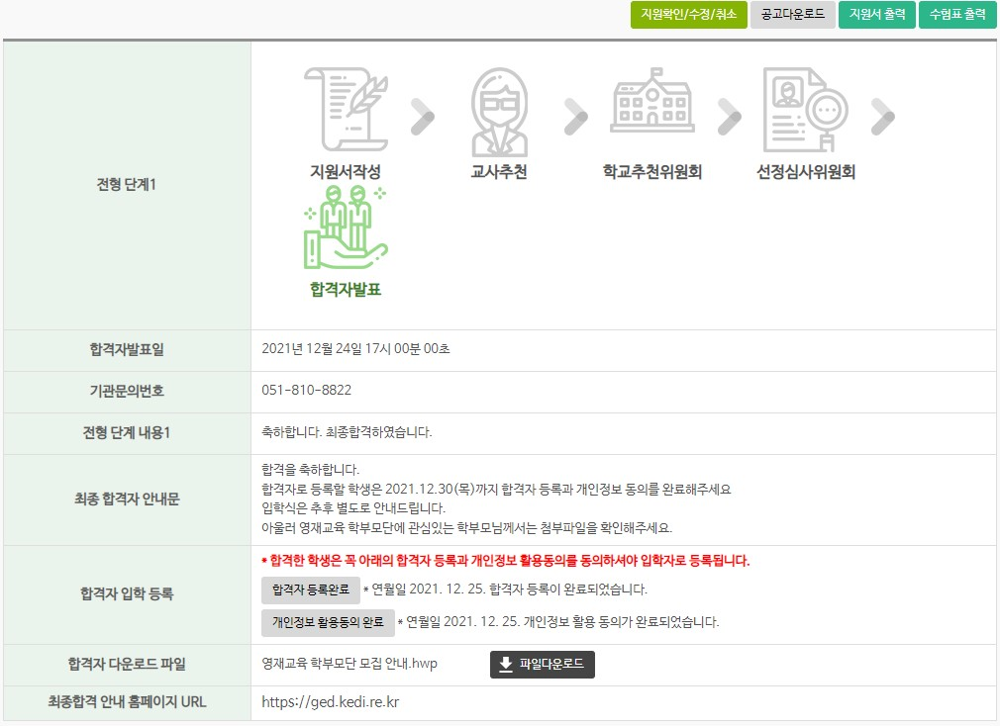 지원확인/수정/취소
공고다운로드
지원서 출력
수험표 출력
전형 단계1
지원서작성
교사추천
학교추천위원회
선정심사위원회
합격자발표
합격자발표일
2021년 12월 24일 17시 00분 00초
기관문의번호
051-810-8822
전형 단계 내용1
축하합니다. 최종합격하였습니다.
최종 합격자 안내문
합격을 축하합니다.
합격자로 등록할 학생은 2021.12.30(목)까지 합격자 등록과 개인정보 동의를 완료해주세요
입학식은 추후 별도로 안내드립니다.
아울러 영재교육 학부모단에 관심있는 학부모님께서는 첨부파일을 확인해주세요.
합격자 입학 등록
* 합격한 학생은 꼭 아래의 합격자 등록과 개인정보 활용동의를 동의하셔야 입학자로 등록됩니다.
합격자 등록완료 * 연월일 2021. 12. 25. 합격자 등록이 완료되었습니다.
개인정보 활용동의 완료 * 연월일 2021. 12. 25. 개인정보 활용 동의가 완료되었습니다.
합격자 다운로드 파일
영재교육 학부모단 모집 안내.hwp
파일다운로드
최종합격 안내 홈페이지 URL
https://ged.kedi.re.kr